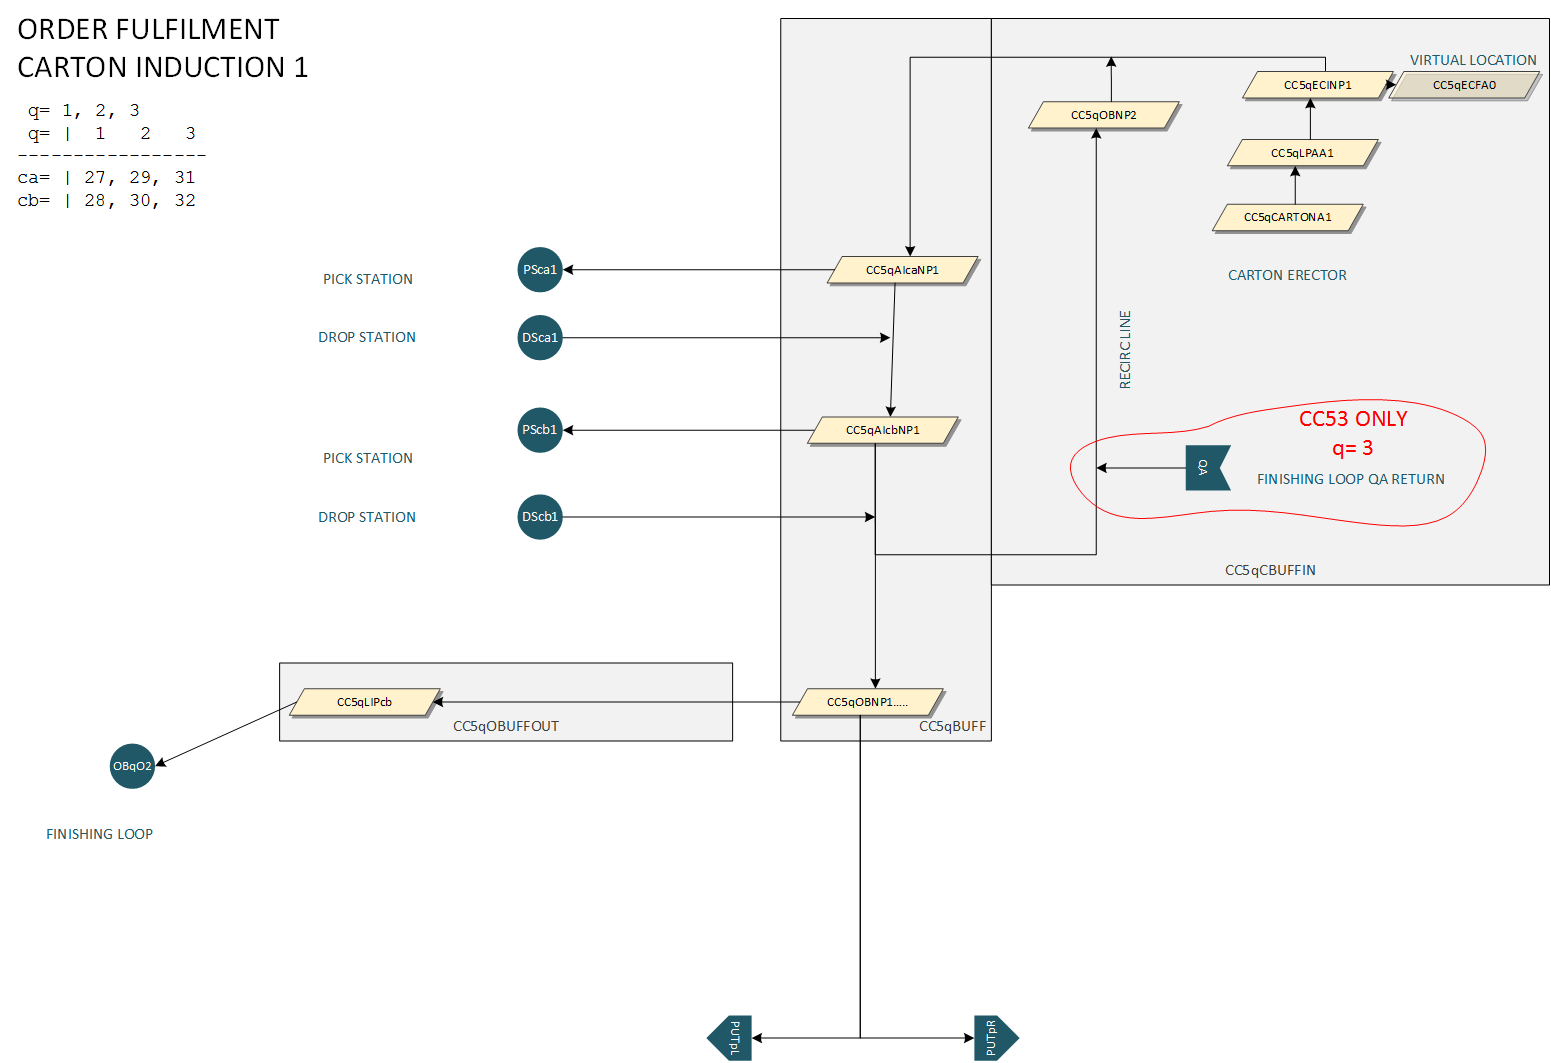 ORDER FULFILMENT
CARTON INDUCTION 1
q= 1, 2, 3
q= | 1 2 3
-----------------
ca= | 27, 29, 31
cb= | 28, 30, 32
VIRTUAL LOCATION
CC5qECINP1
CC5qECFA0
CC5qOBNP2
CC5qLPAA1
CC5qCARTONA1
CARTON ERECTOR
PICK STATION
PSca1
CC5qAIcaNP1
DROP STATION
DSca1
RECIRC LINE
PICK STATION
PScb1
CC5qAIcbNP1
CC53 ONLY
q= 3
QA
FINISHING LOOP QA RETURN
DROP STATION
DScb1
CC5qCBUFFIN
CC5qLIPcb
CC5qOBUFFOUT
CC5qOBNP1.....
CC5qBUFF
OBqO2
FINISHING LOOP
PUTpL
PUTpR